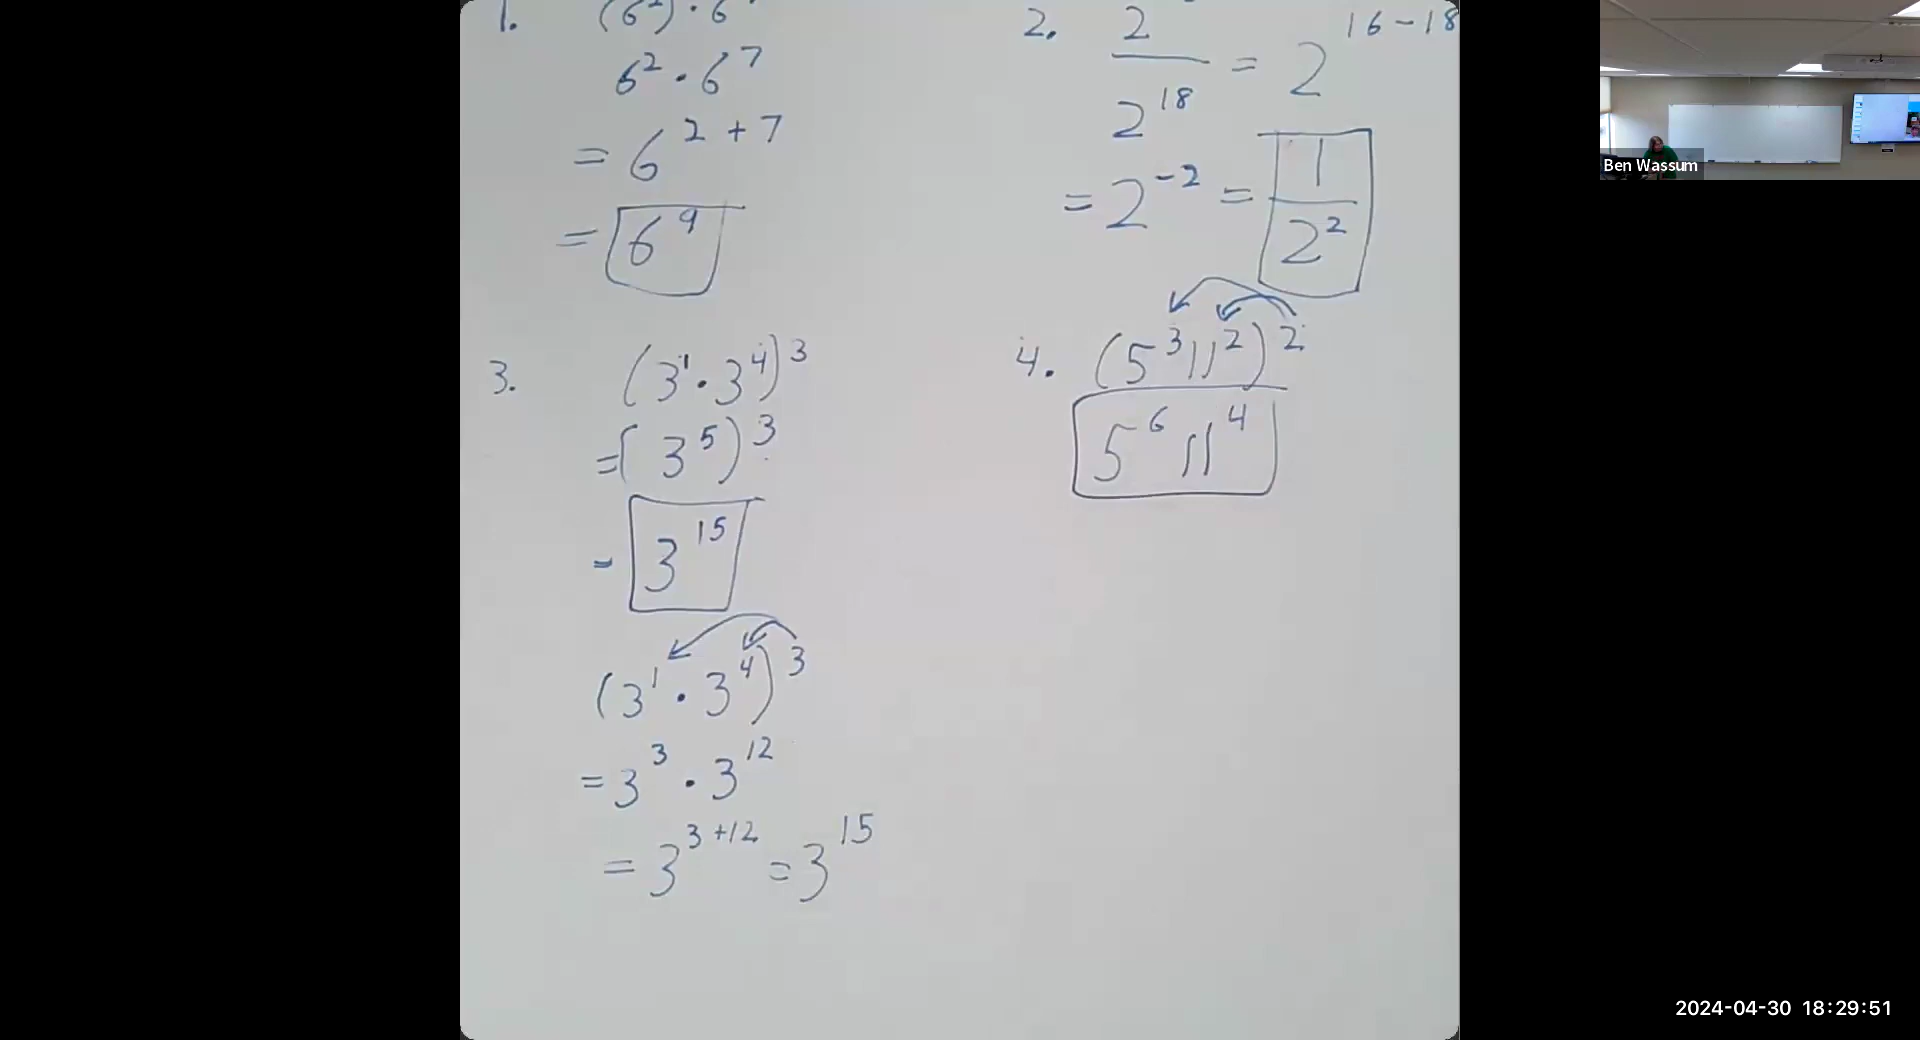 1. (6²) · 6
6² · 6⁷
= 6²⁺⁷
= 6⁹
2. 2 / 2¹⁸ = 2¹⁶⁻¹⁸
= 2⁻² = 1 / 2²
3. (3¹ · 3⁴)³
= (3⁵)³
- 3¹⁵
(3¹ · 3⁴)³
= 3³ · 3¹²
= 3³⁺¹² = 3¹⁵
4. (5³11²)²
5⁶11⁴
Ben Wassum
2024-04-30 18:29:51